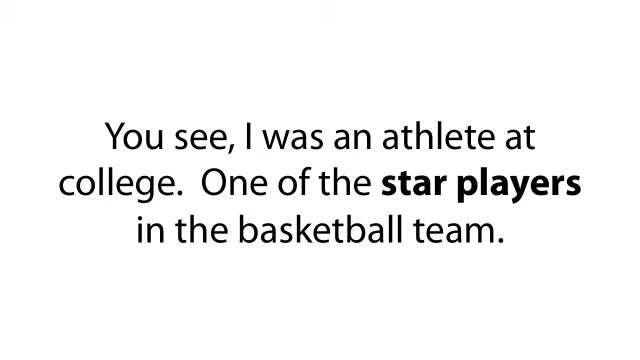 You see, I was an athlete at
college.  One of the star players
in the basketball team.